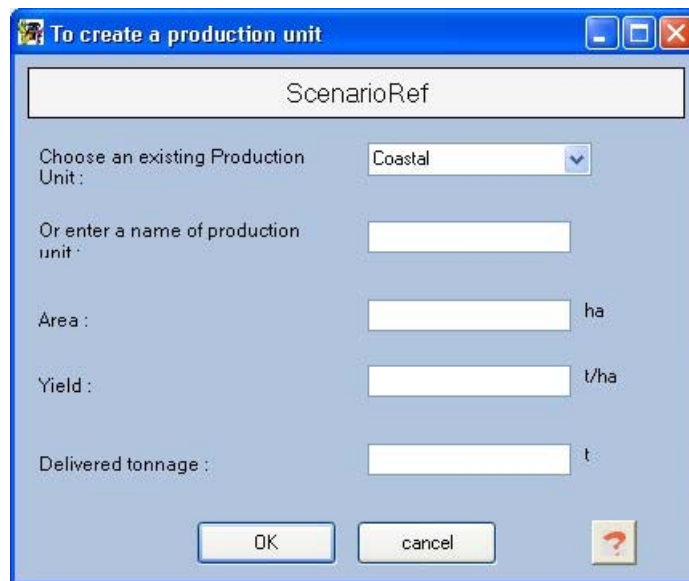 To create a production unit
ScenarioRef
Choose an existing Production
Unit :
Coastal
Or enter a name of production
unit :
Area :
ha
Yield :
t/ha
Delivered tonnage :
t
OK
cancel
?